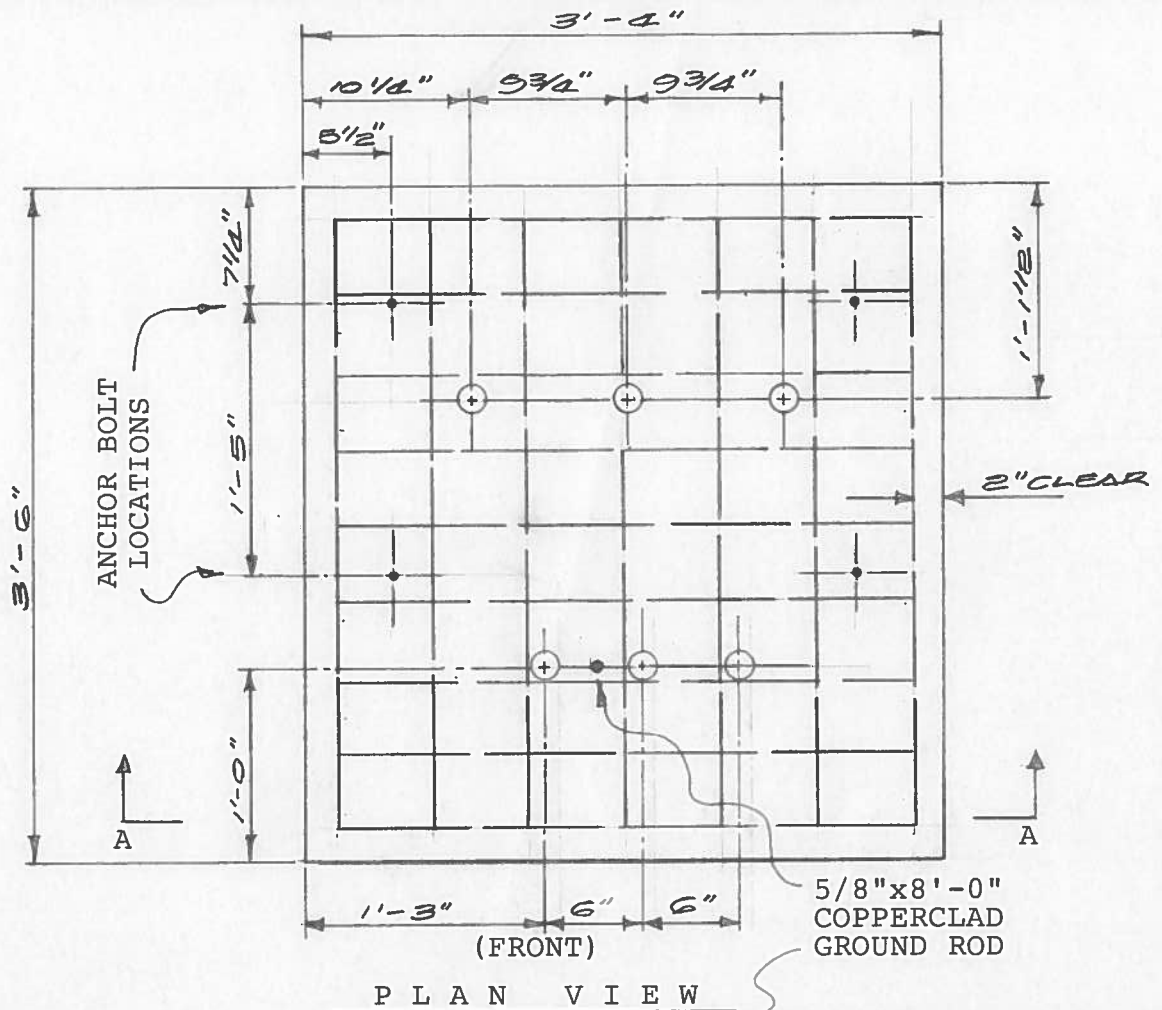 3'-4"
10 1/4"
9 3/4"
9 3/4"
5 1/2"
7 1/4"
1'-1 1/2"
ANCHOR BOLT
LOCATIONS
1'-5"
3'-6"
2" CLEAR
1'-0"
A
A
1'-3"
6"
6"
(FRONT)
5/8"x8'-0"
COPPERCLAD
GROUND ROD
PLAN VIEW